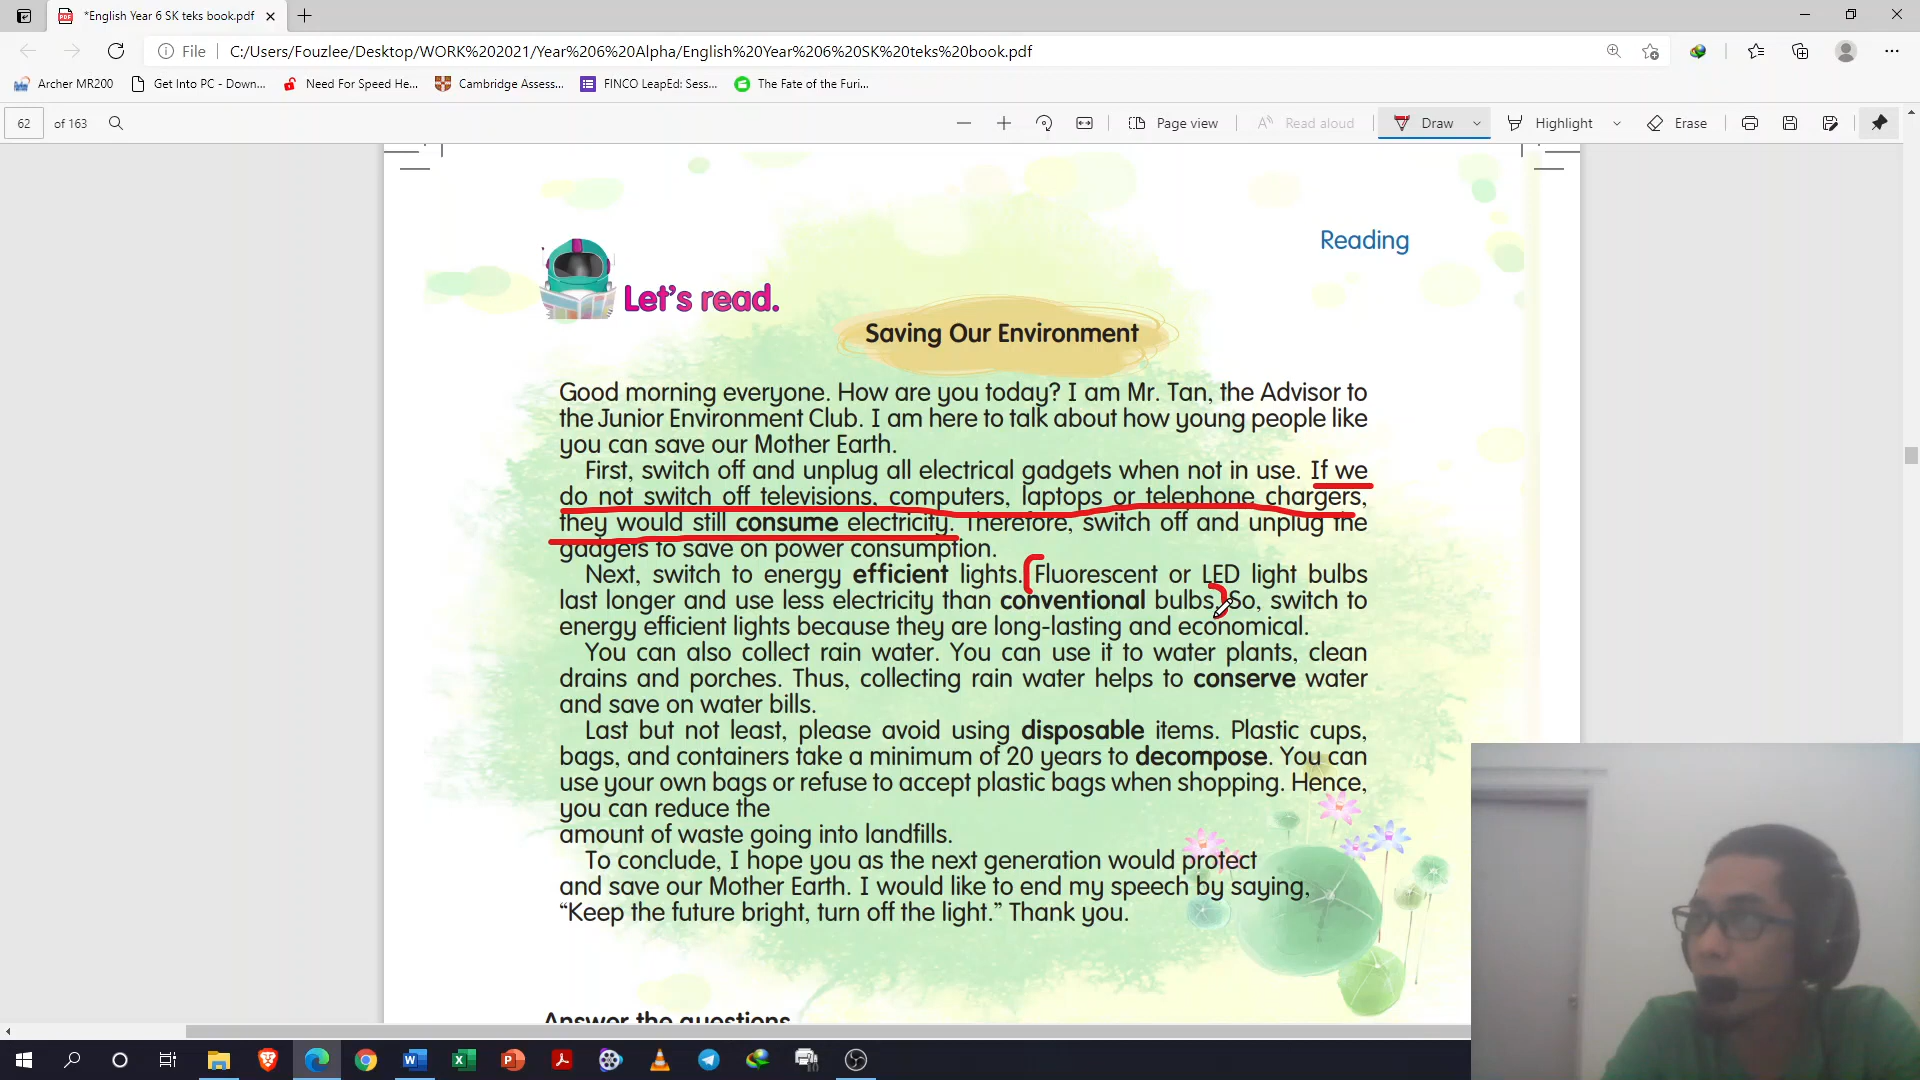 *English Year 6 SK teks book.pdf
File
C:/Users/Fouzlee/Desktop/WORK%202021/Year%206%20Alpha/English%20Year%206%20SK%20teks%20book.pdf
Archer MR200
Get Into PC - Down...
Need For Speed He...
Cambridge Assess...
FINCO LeapEd: Sess...
The Fate of the Furi...
62 of 163
Page view
Read aloud
Draw
Highlight
Erase
Reading
Let's read.
Saving Our Environment
Good morning everyone. How are you today? I am Mr. Tan, the Advisor to
the Junior Environment Club. I am here to talk about how young people like
you can save our Mother Earth.
First, switch off and unplug all electrical gadgets when not in use. If we
do not switch off televisions, computers, laptops or telephone chargers,
they would still consume electricity. Therefore, switch off and unplug the
gadgets to save on power consumption.
Next, switch to energy efficient lights. Fluorescent or LED light bulbs
last longer and use less electricity than conventional bulbs. So, switch to
energy efficient lights because they are long-lasting and economical.
You can also collect rain water. You can use it to water plants, clean
drains and porches. Thus, collecting rain water helps to conserve water
and save on water bills.
Last but not least, please avoid using disposable items. Plastic cups,
bags, and containers take a minimum of 20 years to decompose. You can
use your own bags or refuse to accept plastic bags when shopping. Hence,
you can reduce the
amount of waste going into landfills.
To conclude, I hope you as the next generation would protect
and save our Mother Earth. I would like to end my speech by saying,
“Keep the future bright, turn off the light.” Thank you.
Answer the questions